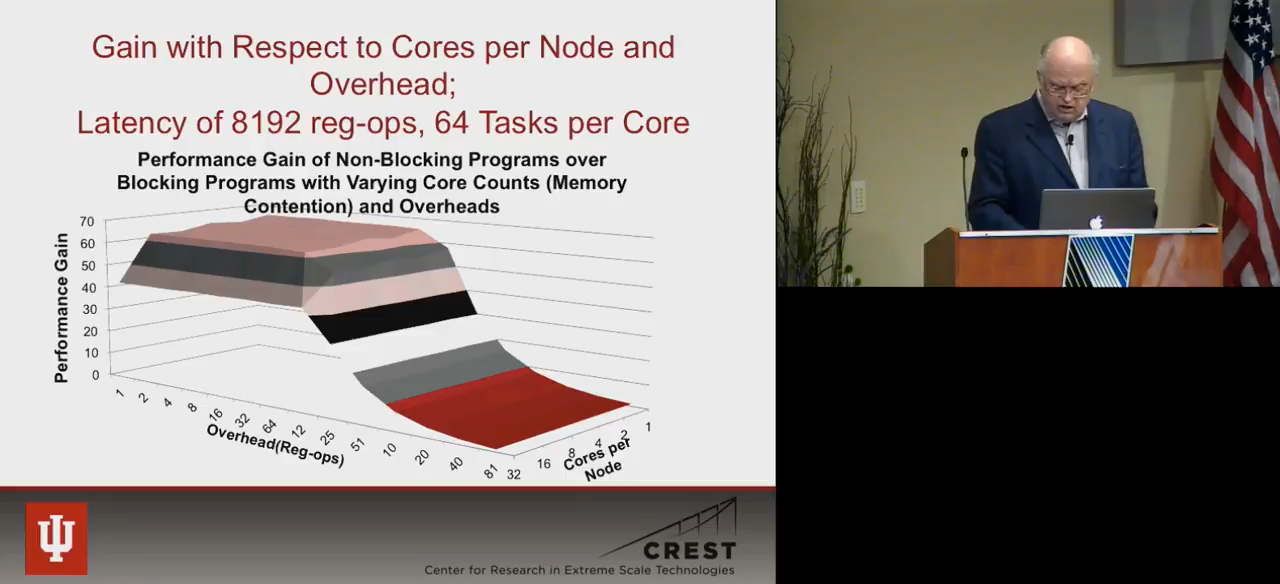 Gain with Respect to Cores per Node and
Overhead;
Latency of 8192 reg-ops, 64 Tasks per Core
Performance Gain of Non-Blocking Programs over
Blocking Programs with Varying Core Counts (Memory
Contention) and Overheads
Performance Gain
70
60
50
40
30
20
10
0
1
2
4
8
16
32
64
12
25
51
10
20
40
81
Overhead(Reg-ops)
32
16
8
4
2
1
Cores per
Node
CREST
Center for Research in Extreme Scale Technologies